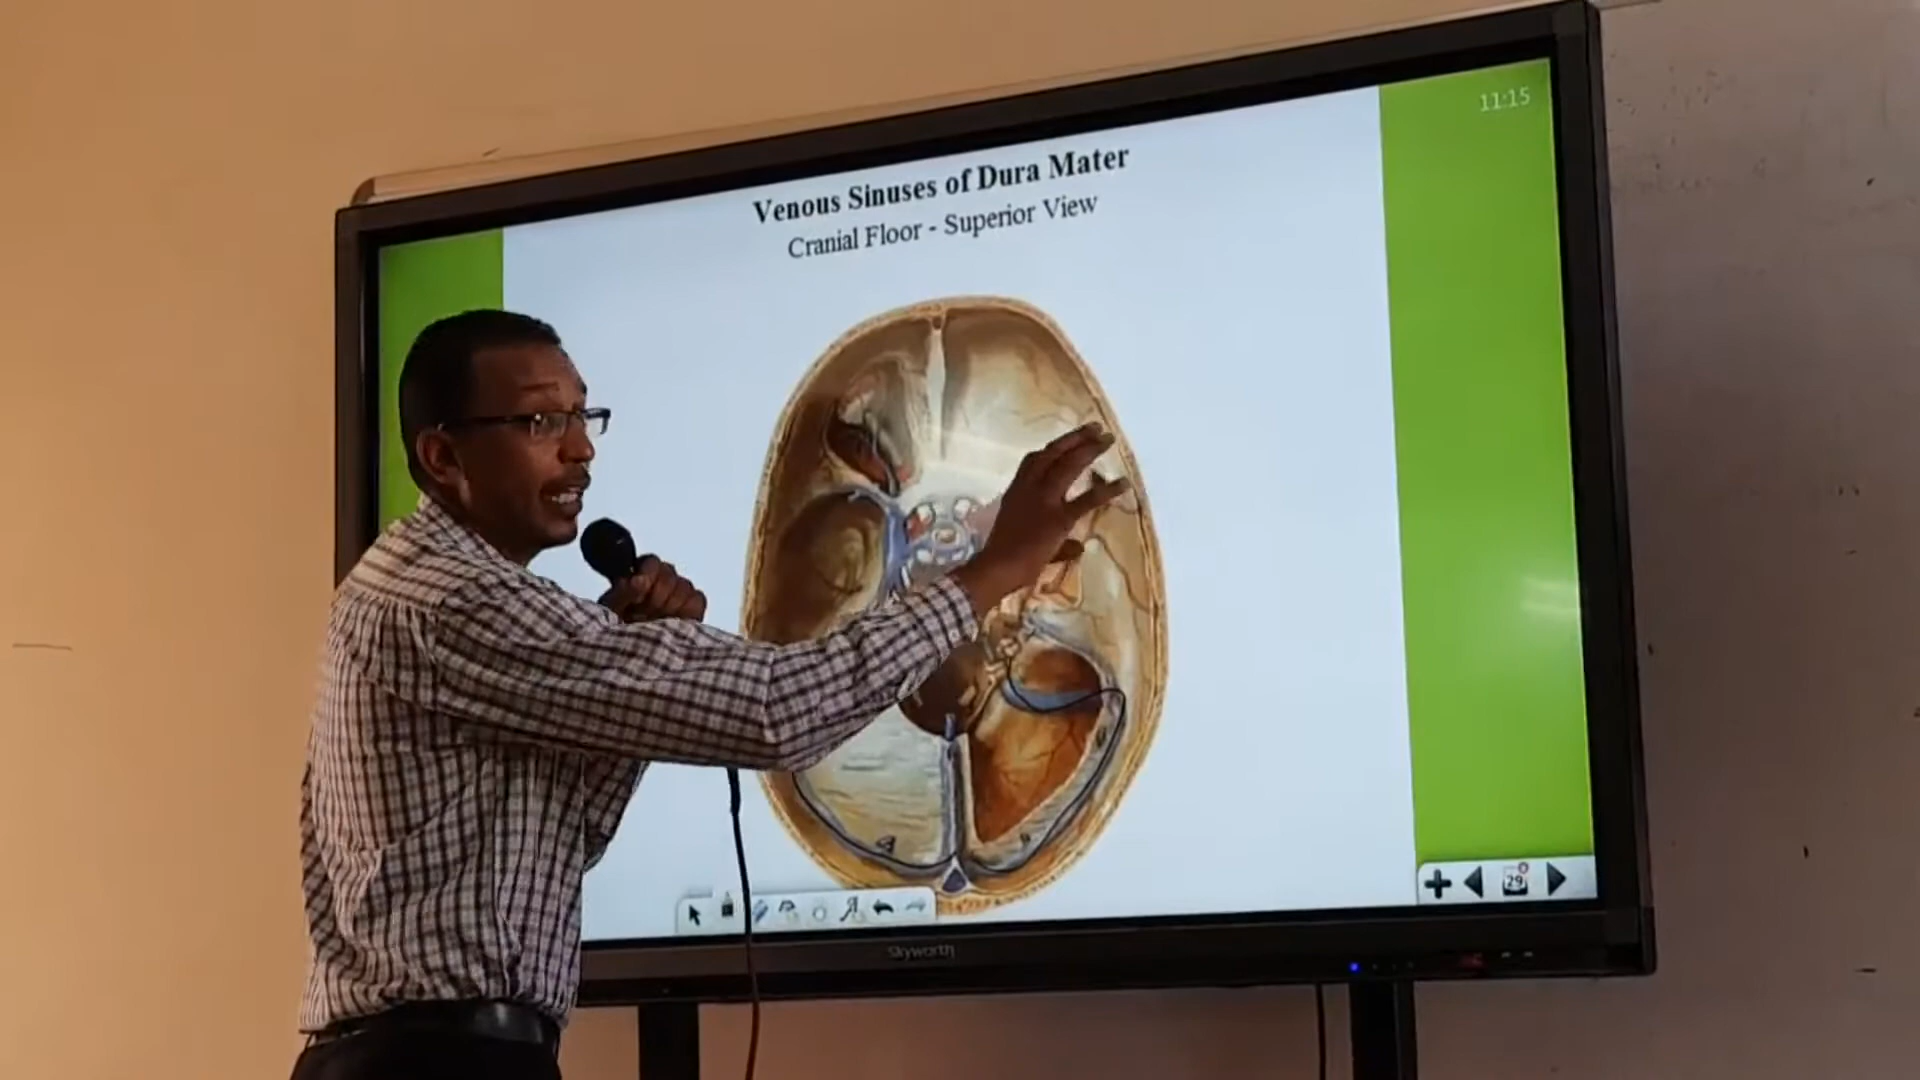 11:15
Venous Sinuses of Dura Mater
Cranial Floor - Superior View
29
Skyworth